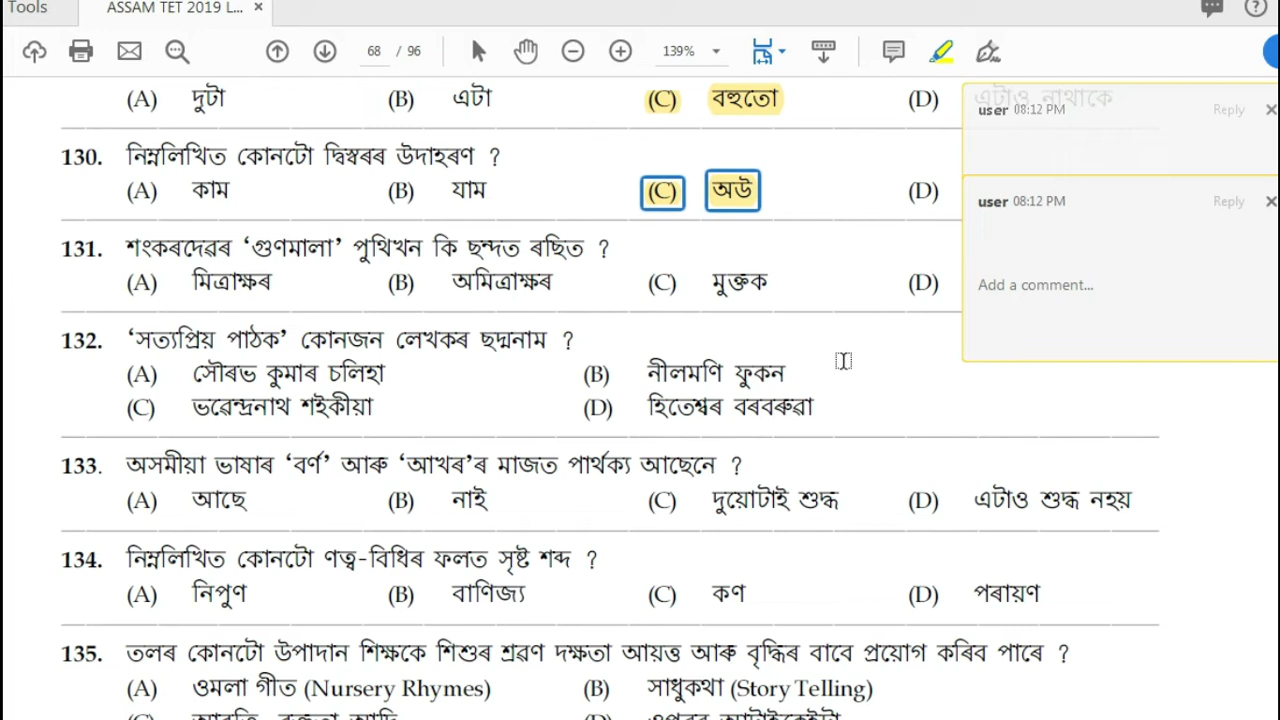 Tools ASSAM TET 2019 L... ×
68 / 96 139%
(A) দুটা (B) এটা (C) বহুতো (D) এটাও নাথাকে
user 08:12 PM Reply ×
130. নিম্নলিখিত কোনটো দ্বিস্বৰৰ উদাহৰণ ?
(A) কাম (B) যাম (C) অউ (D)
user 08:12 PM Reply ×
131. শংকৰদেৱৰ ‘গুণমালা’ পুথিখন কি ছন্দত ৰছিত ?
(A) মিত্ৰাক্ষৰ (B) অমিত্ৰাক্ষৰ (C) মুক্তক (D)
Add a comment...
132. ‘সত্যপ্ৰিয় পাঠক’ কোনজন লেখকৰ ছদ্মনাম ?
(A) সৌৰভ কুমাৰ চলিহা (B) নীলমণি ফুকন
(C) ভৱেন্দ্ৰনাথ শইকীয়া (D) হিতেশ্বৰ বৰবৰুৱা
133. অসমীয়া ভাষাৰ ‘বৰ্ণ’ আৰু ‘আখৰ’ৰ মাজত পাৰ্থক্য আছেনে ?
(A) আছে (B) নাই (C) দুয়োটাই শুদ্ধ (D) এটাও শুদ্ধ নহয়
134. নিম্নলিখিত কোনটো ণত্ব-বিধিৰ ফলত সৃষ্ট শব্দ ?
(A) নিপুণ (B) বাণিজ্য (C) কণ (D) পৰায়ণ
135. তলৰ কোনটো উপাদান শিক্ষকে শিশুৰ শ্ৰৱণ দক্ষতা আয়ত্ত আৰু বৃদ্ধিৰ বাবে প্ৰয়োগ কৰিব পাৰে ?
(A) ওমলা গীত (Nursery Rhymes) (B) সাধুকথা (Story Telling)